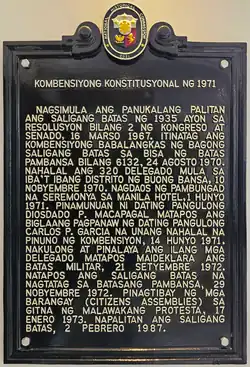 KOMBENSIYONG KONSTITUSYONAL NG 1971
NAGSIMULA ANG PANUKALANG PALITAN
ANG SALIGANG BATAS NG 1935 AYON SA
RESOLUSYON BILANG 2 NG KONGRESO AT
SENADO, 16 MARSO 1967. ITINATAG ANG
KOMBENSIYONG BABALANGKAS NG BAGONG
SALIGANG BATAS SA BISA NG BATAS
PAMBANSA BILANG 6132, 24 AGOSTO 1970.
NAHALAL ANG 320 DELEGADO MULA SA
IBA'T IBANG DISTRITO NG BUONG BANSA, 10
NOBYEMBRE 1970. NAGDAOS NG PAMBUNGAD
NA SEREMONYA SA MANILA HOTEL, 1 HUNYO
1971. PINAMUNUAN NI DATING PANGULONG
DIOSDADO P. MACAPAGAL MATAPOS ANG
BIGLAANG PAGPANAW NG DATING PANGULONG
CARLOS P. GARCIA NA UNANG NAHALAL NA
PINUNO NG KOMBENSIYON, 14 HUNYO 1971.
NAKULONG AT PINALAYA ANG ILANG MGA
DELEGADO MATAPOS MAIDEKLARA ANG
BATAS MILITAR, 21 SETYEMBRE 1972.
NATAPOS ANG SALIGANG BATAS NA
NAGTATAG SA BATASANG PAMBANSA, 29
NOBYEMBRE 1972. PINAGTIBAY NG MGA
BARANGAY (CITIZENS ASSEMBLIES) SA
GITNA NG MALAWAKANG PROTESTA, 17
ENERO 1973. NAPALITAN ANG SALIGANG
BATAS, 2 PEBRERO 1987.